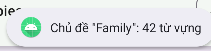 Chủ đề "Family": 42 từ vựng